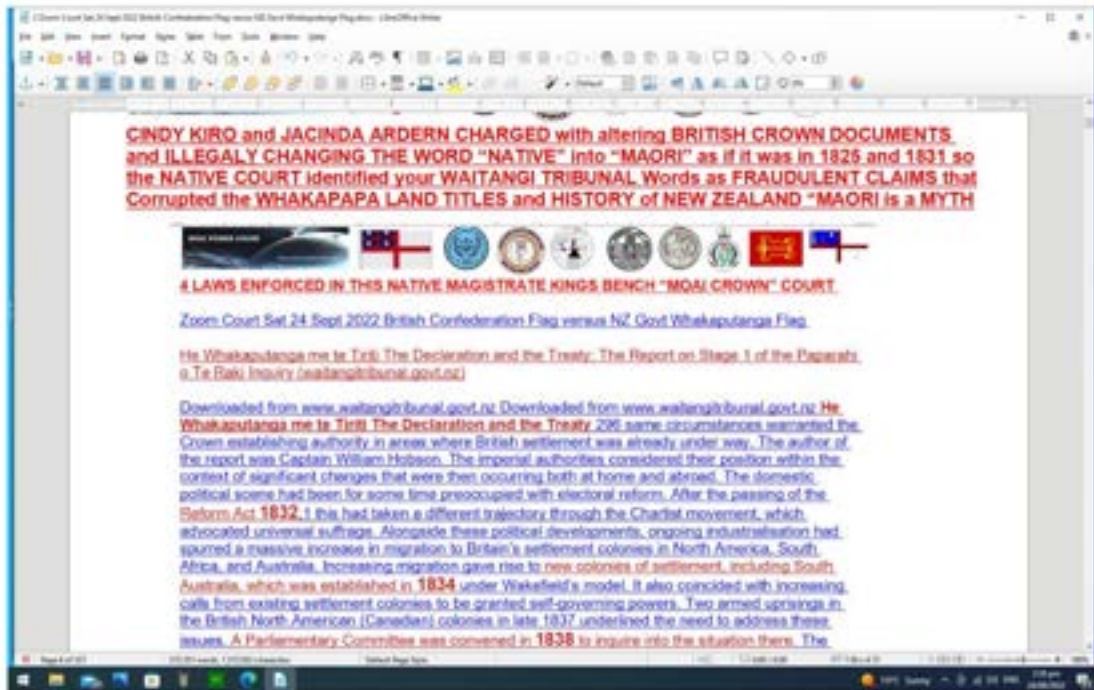 CINDY KIRO and JACINDA ARDERN CHARGED with altering BRITISH CROWN DOCUMENTS
and ILLEGALY CHANGING THE WORD “NATIVE” into “MAORI” as if it was in 1825 and 1831 so
the NATIVE COURT identified your WAITANGI TRIBUNAL Words as FRAUDULENT CLAIMS that
Corrupted the WHAKAPAPA LAND TITLES and HISTORY of NEW ZEALAND “MAORI is a MYTH
4 LAWS ENFORCED IN THIS NATIVE MAGISTRATE KINGS BENCH “MOAI CROWN” COURT
Zoom Court Sat 24 Sept 2022 British Confederation Flag versus NZ Govt Whakaputanga Flag
He Whakaputanga me te Tiriti The Declaration and the Treaty: The Report on Stage 1 of the Paparahi
o Te Raki Inquiry (waitangitribunal.govt.nz)
Downloaded from www.waitangitribunal.govt.nz Downloaded from www.waitangitribunal.govt.nz He
Whakaputanga me te Tiriti The Declaration and the Treaty 296 same circumstances warranted the
Crown establishing authority in areas where British settlement was already under way. The author of
the report was Captain William Hobson. The imperial authorities considered their position within the
context of significant changes that were then occurring both at home and abroad. The domestic
political scene had been for some time preoccupied with electoral reform. After the passing of the
Reform Act 1832,1 this had taken a different trajectory through the Chartist movement, which
advocated universal suffrage. Alongside these political developments, ongoing industrialisation had
spurred a massive increase in migration to Britain’s settlement colonies in North America, South
Africa, and Australia. Increasing migration gave rise to new colonies of settlement, including South
Australia, which was established in 1834 under Wakefield’s model. It also coincided with increasing
calls from existing settlement colonies to be granted self-governing powers. Two armed uprisings in
the British North American (Canadian) colonies in late 1837 underlined the need to address these
issues. A Parliamentary Committee was convened in 1838 to inquire into the situation there. The